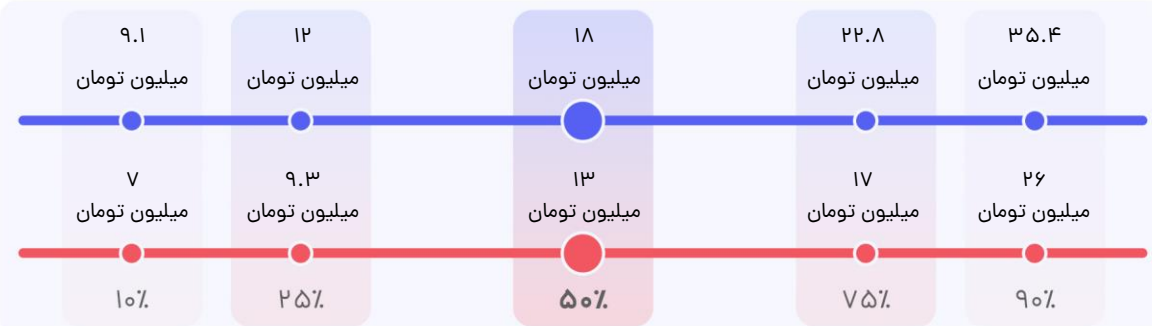 ۹.۱ ۱۲ ۱۸ ۲۲.۸ ۳۵.۴
میلیون تومان میلیون تومان میلیون تومان میلیون تومان میلیون تومان
۷ ۹.۳ ۱۳ ۱۷ ۲۶
میلیون تومان میلیون تومان میلیون تومان میلیون تومان میلیون تومان
۱۰٪ ۲۵٪ ۵۰٪ ۷۵٪ ۹۰٪